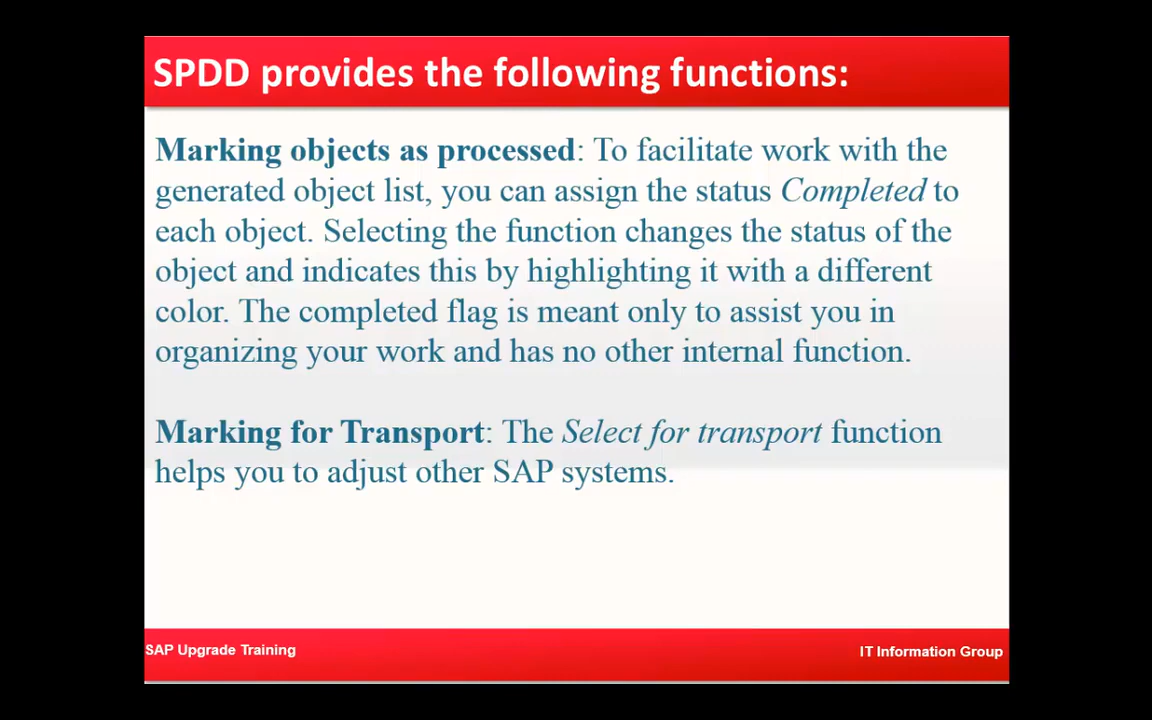 SPDD provides the following functions:
Marking objects as processed: To facilitate work with the
generated object list, you can assign the status Completed to
each object. Selecting the function changes the status of the
object and indicates this by highlighting it with a different
color. The completed flag is meant only to assist you in
organizing your work and has no other internal function.
Marking for Transport: The Select for transport function
helps you to adjust other SAP systems.
SAP Upgrade Training
IT Information Group